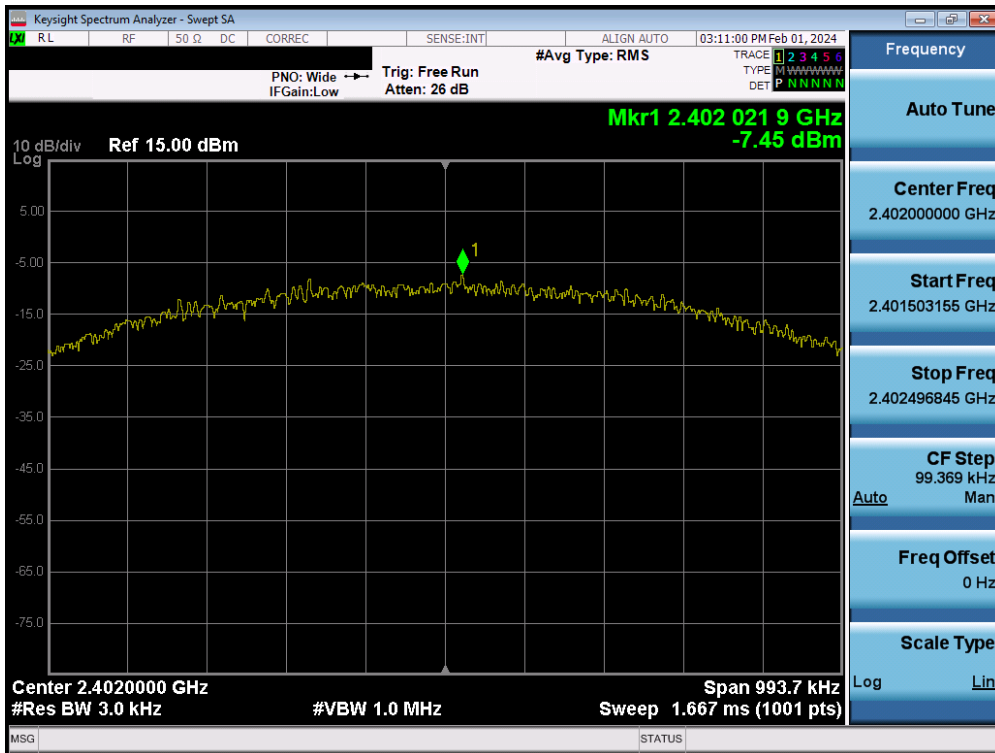 Keysight Spectrum Analyzer - Swept SA
LXI RL RF 50 Ω DC CORREC SENSE:INT ALIGN AUTO 03:11:00 PM Feb 01, 2024
Frequency
#Avg Type: RMS
TRACE 1 2 3 4 5 6
PNO: Wide Trig: Free Run
TYPE M WWWWW
IFGain:Low Atten: 26 dB
DET P N N N N N
Auto Tune
Mkr1 2.402 021 9 GHz
-7.45 dBm
10 dB/div Ref 15.00 dBm
Log
5.00
-5.00
-15.0
-25.0
-35.0
-45.0
-55.0
-65.0
-75.0
1
Center Freq
2.402000000 GHz
Start Freq
2.401503155 GHz
Stop Freq
2.402496845 GHz
CF Step
99.369 kHz
Auto Man
Freq Offset
0 Hz
Scale Type
Log Lin
Center 2.4020000 GHz Span 993.7 kHz
#Res BW 3.0 kHz #VBW 1.0 MHz Sweep 1.667 ms (1001 pts)
MSG STATUS